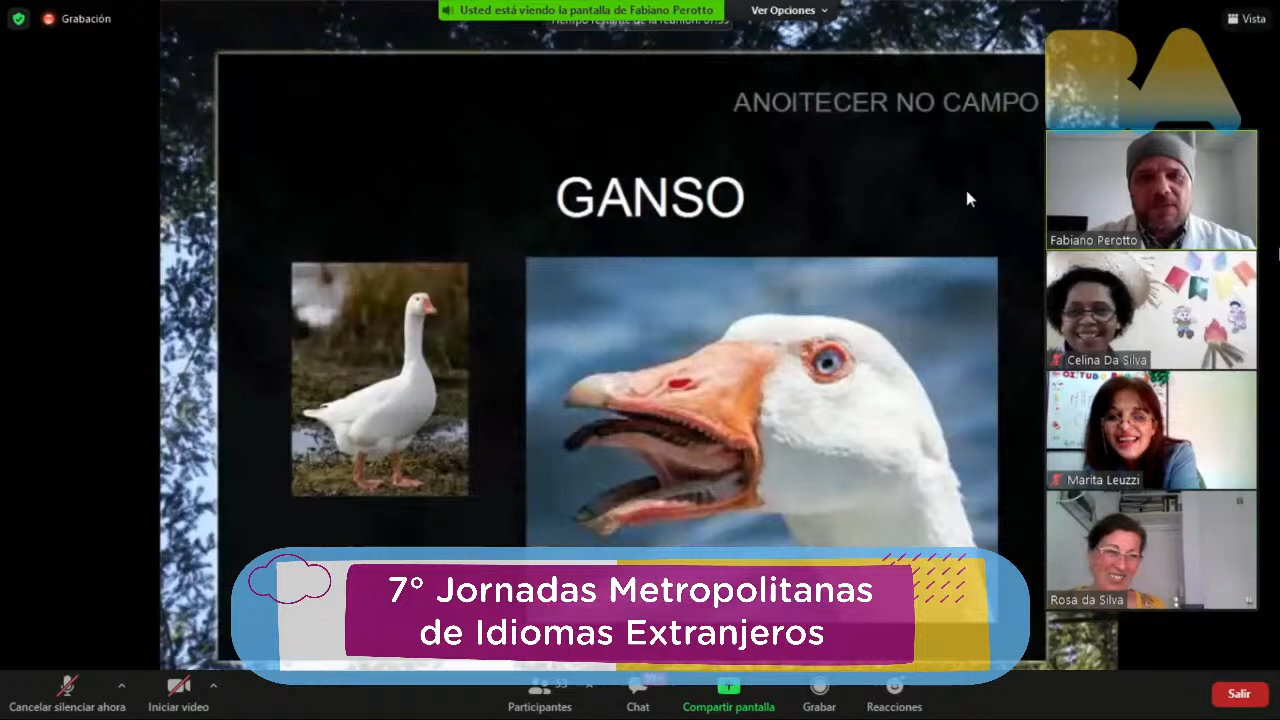 Grabación
Usted está viendo la pantalla de Fabiano Perotto
Ver Opciones
Vista
BA
ANOITECER NO CAMPO
GANSO
Fabiano Perotto
Celina Da Silva
Marita Leuzzi
Rosa da Silva
7° Jornadas Metropolitanas
de Idiomas Extranjeros
Cancelar silenciar ahora
Iniciar video
53
Participantes
Chat
Compartir pantalla
Grabar
Reacciones
Salir